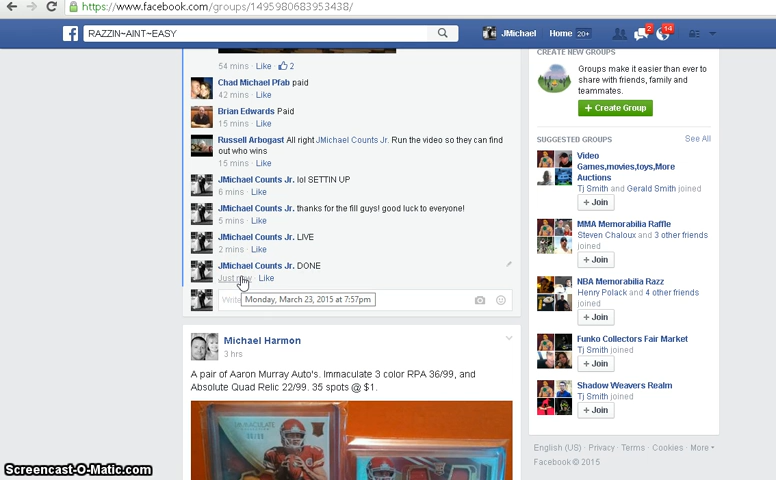 https://www.facebook.com/groups/1495980683953438/
RAZZIN~AINT~EASY
JMichael
Home 20+
2
14
54 mins · Like · 2
Chad Michael Pfab paid
42 mins · Like
Brian Edwards Paid
15 mins · Like
Russell Arbogast All right JMichael Counts Jr. Run the video so they can find
out who wins
15 mins · Like
JMichael Counts Jr. lol SETTIN UP
6 mins · Like
JMichael Counts Jr. thanks for the fill guys! good luck to everyone!
5 mins · Like
JMichael Counts Jr. LIVE
2 mins · Like
JMichael Counts Jr. DONE
Just now · Like
Write
Monday, March 23, 2015 at 7:57pm
Michael Harmon
3 hrs
A pair of Aaron Murray Auto's. Immaculate 3 color RPA 36/99, and
Absolute Quad Relic 22/99. 35 spots @ $1.
IMMACULATE
CREATE NEW GROUPS
Groups make it easier than ever to
share with friends, family and
teammates.
+ Create Group
SUGGESTED GROUPS
See All
Video
Games,movies,toys,More
Auctions
Tj Smith and Gerald Smith joined
+ Join
MMA Memorabilia Raffle
Steven Chaloux and 3 other friends
joined
+ Join
NBA Memorabilia Razz
Henry Polack and 4 other friends
joined
+ Join
Funko Collectors Fair Market
Tj Smith joined
+ Join
Shadow Weavers Realm
Tj Smith joined
+ Join
English (US) · Privacy · Terms · Cookies · More
Facebook © 2015
Screencast-O-Matic.com